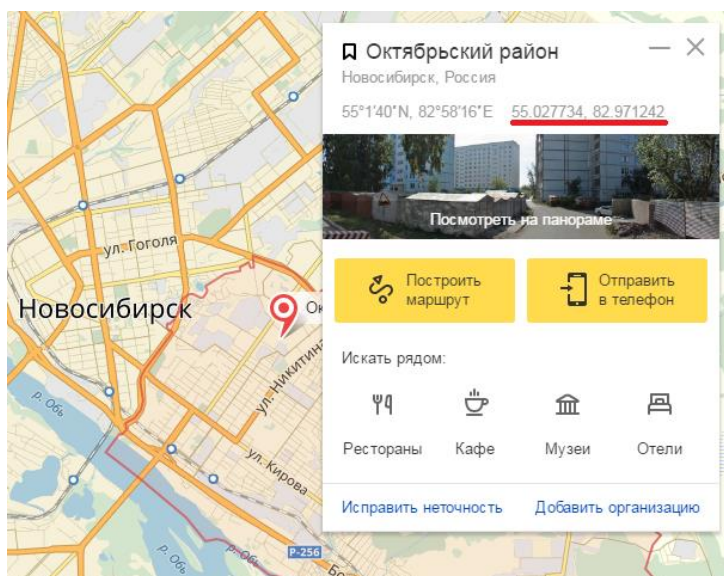 Октябрьский район
Новосибирск, Россия
55°1'40"N, 82°58'16"E 55.027734, 82.971242
Посмотреть на панораме
Построить
маршрут
Отправить
в телефон
Искать рядом:
Рестораны Кафе Музеи Отели
Исправить неточность Добавить организацию
ул. Гоголя
Новосибирск
Ок
ул. Никитина
р. Обь
ул. Кирова
Р-256
р. Обь
Бо